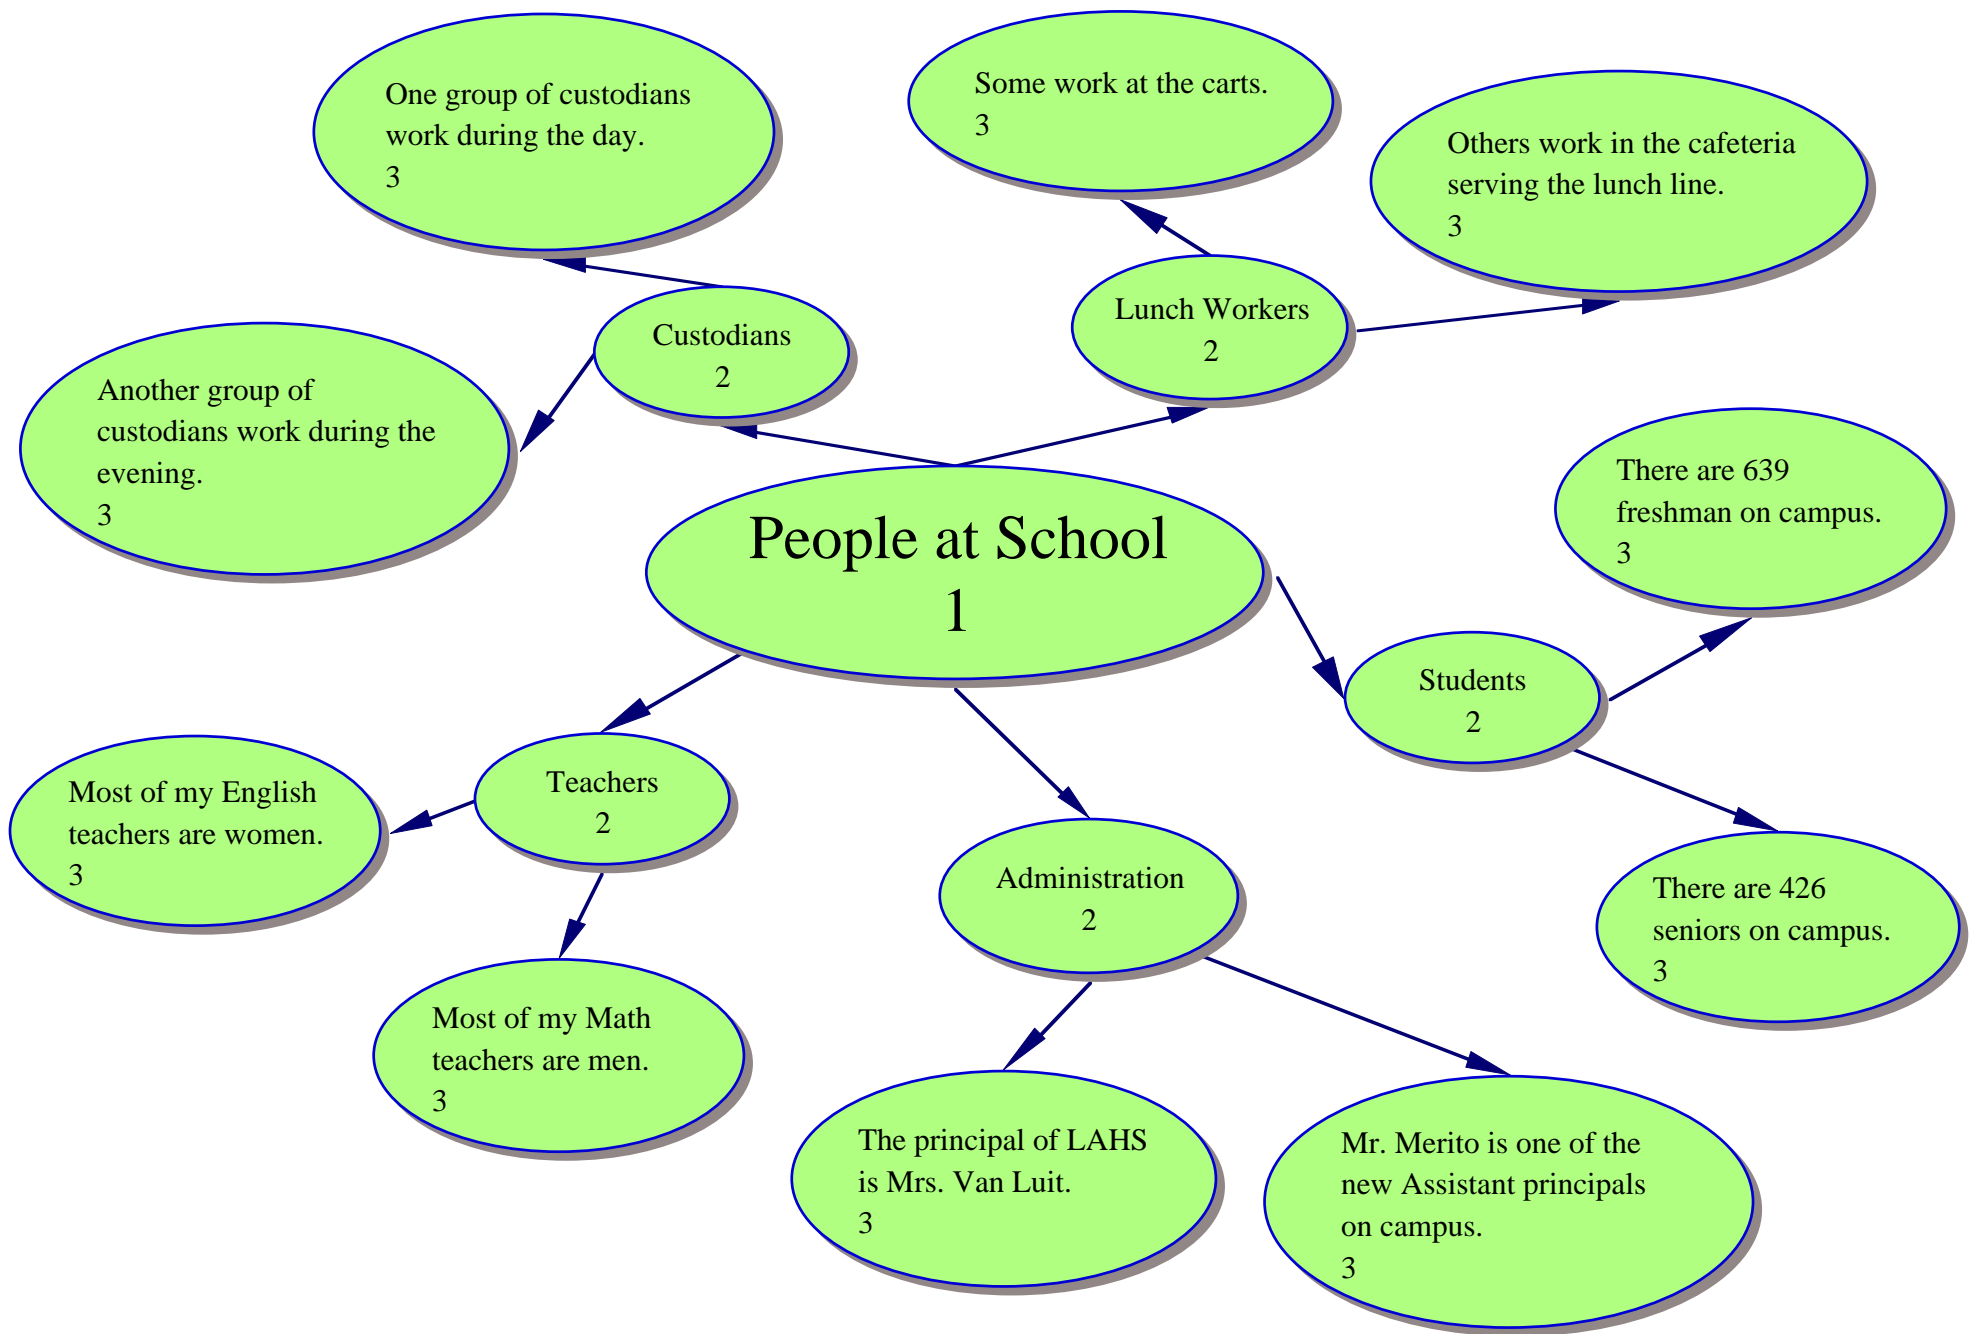 One group of custodians
work during the day.
3
Some work at the carts.
3
Others work in the cafeteria
serving the lunch line.
3
Custodians
2
Lunch Workers
2
Another group of
custodians work during the
evening.
3
People at School
1
There are 639
freshman on campus.
3
Students
2
Teachers
2
Most of my English
teachers are women.
3
Administration
2
There are 426
seniors on campus.
3
Most of my Math
teachers are men.
3
The principal of LAHS
is Mrs. Van Luit.
3
Mr. Merito is one of the
new Assistant principals
on campus.
3